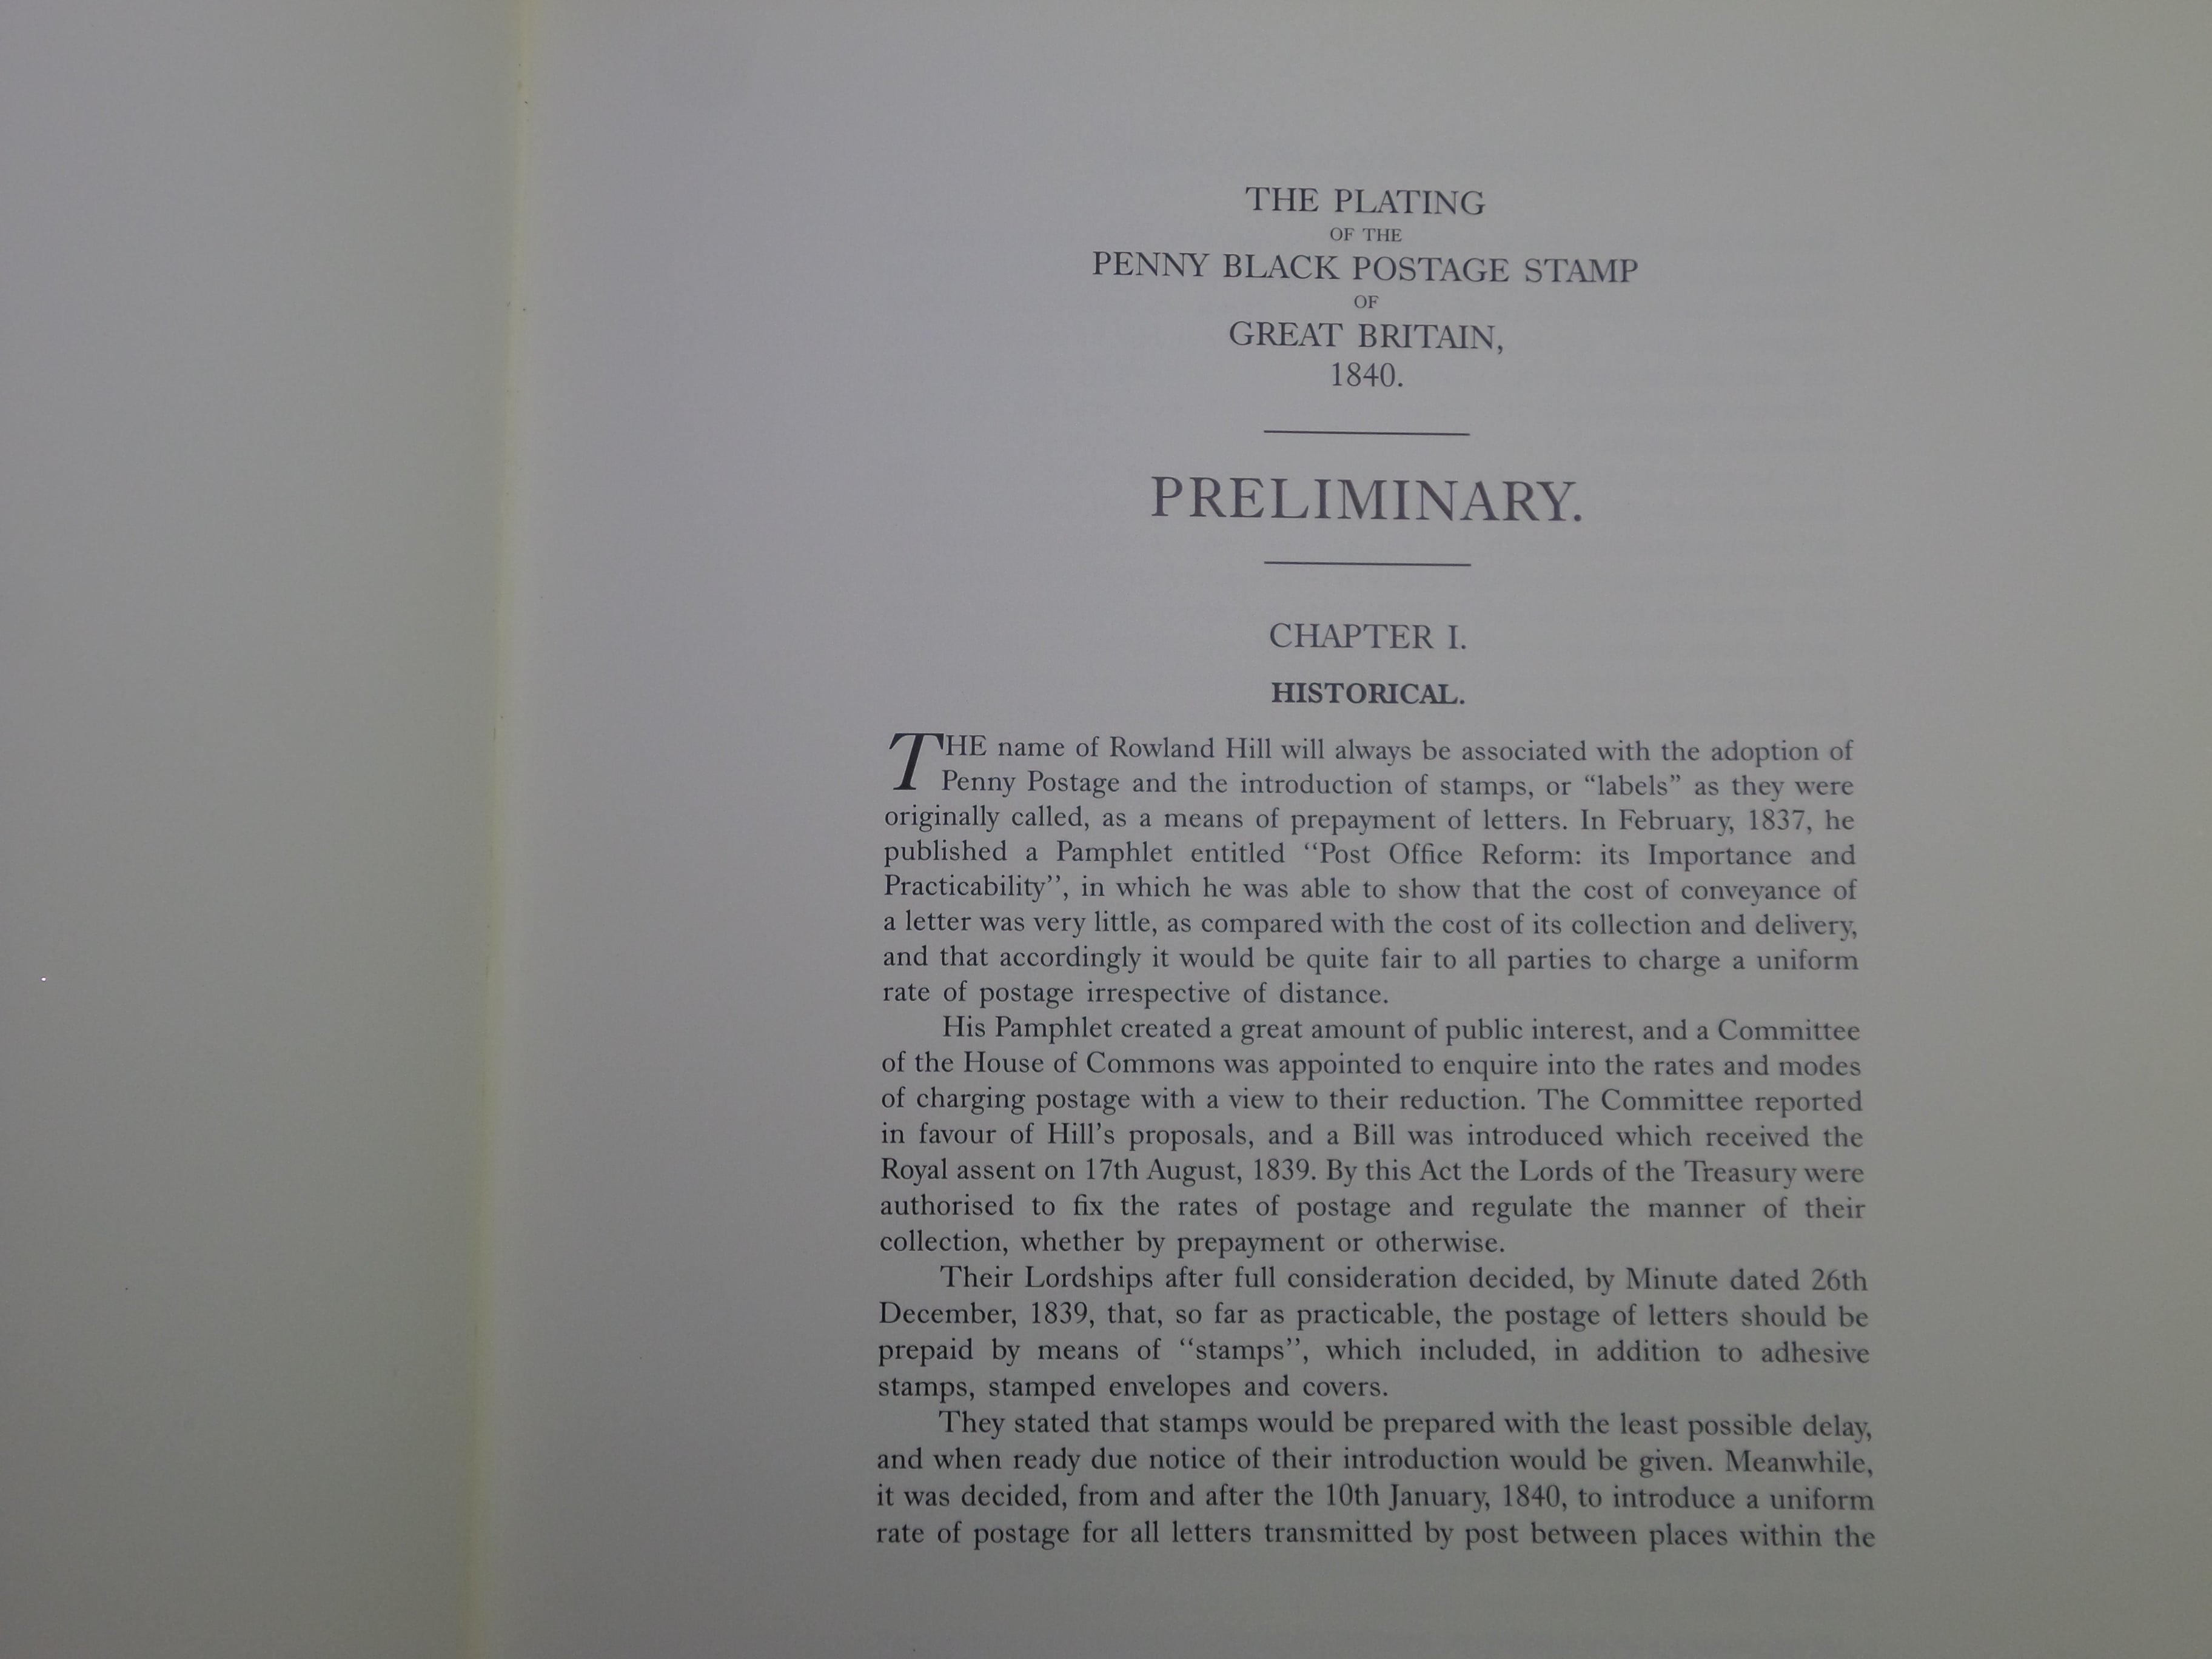 THE PLATING
OF THE
PENNY BLACK POSTAGE STAMP
OF
GREAT BRITAIN,
1840.
PRELIMINARY.
CHAPTER I.
HISTORICAL.
THE name of Rowland Hill will always be associated with the adoption of
Penny Postage and the introduction of stamps, or “labels” as they were
originally called, as a means of prepayment of letters. In February, 1837, he
published a Pamphlet entitled “Post Office Reform: its Importance and
Practicability”, in which he was able to show that the cost of conveyance of
a letter was very little, as compared with the cost of its collection and delivery,
and that accordingly it would be quite fair to all parties to charge a uniform
rate of postage irrespective of distance.
His Pamphlet created a great amount of public interest, and a Committee
of the House of Commons was appointed to enquire into the rates and modes
of charging postage with a view to their reduction. The Committee reported
in favour of Hill’s proposals, and a Bill was introduced which received the
Royal assent on 17th August, 1839. By this Act the Lords of the Treasury were
authorised to fix the rates of postage and regulate the manner of their
collection, whether by prepayment or otherwise.
Their Lordships after full consideration decided, by Minute dated 26th
December, 1839, that, so far as practicable, the postage of letters should be
prepaid by means of “stamps”, which included, in addition to adhesive
stamps, stamped envelopes and covers.
They stated that stamps would be prepared with the least possible delay,
and when ready due notice of their introduction would be given. Meanwhile,
it was decided, from and after the 10th January, 1840, to introduce a uniform
rate of postage for all letters transmitted by post between places within the